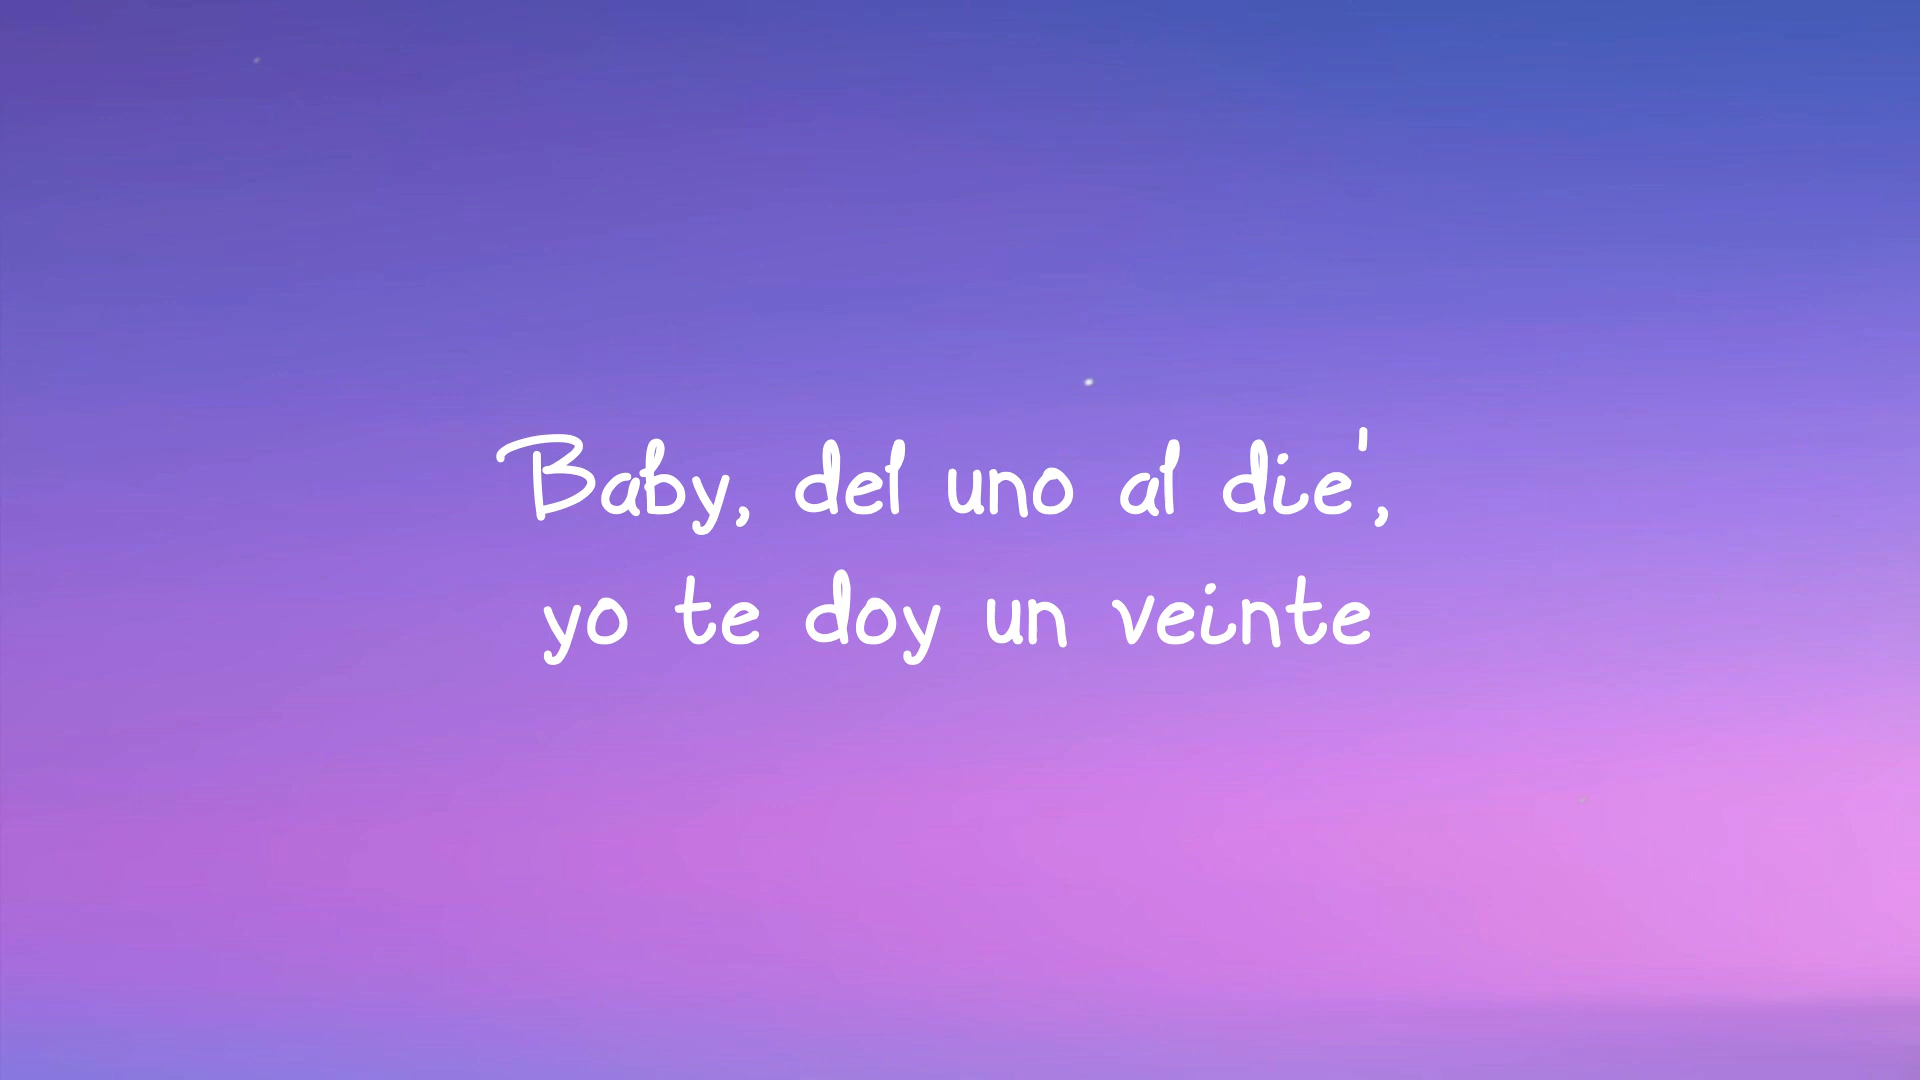 Baby, del uno al die',
yo te doy un veinte